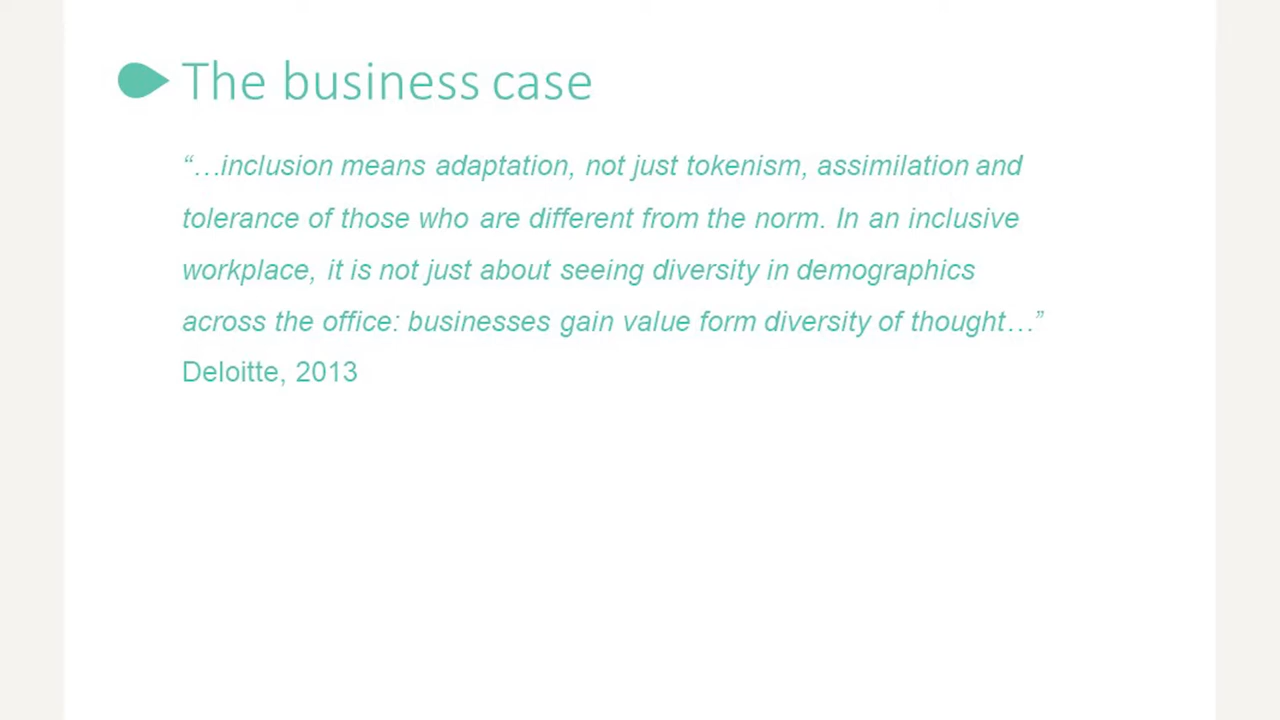 The business case
“…inclusion means adaptation, not just tokenism, assimilation and
tolerance of those who are different from the norm. In an inclusive
workplace, it is not just about seeing diversity in demographics
across the office: businesses gain value form diversity of thought…”
Deloitte, 2013